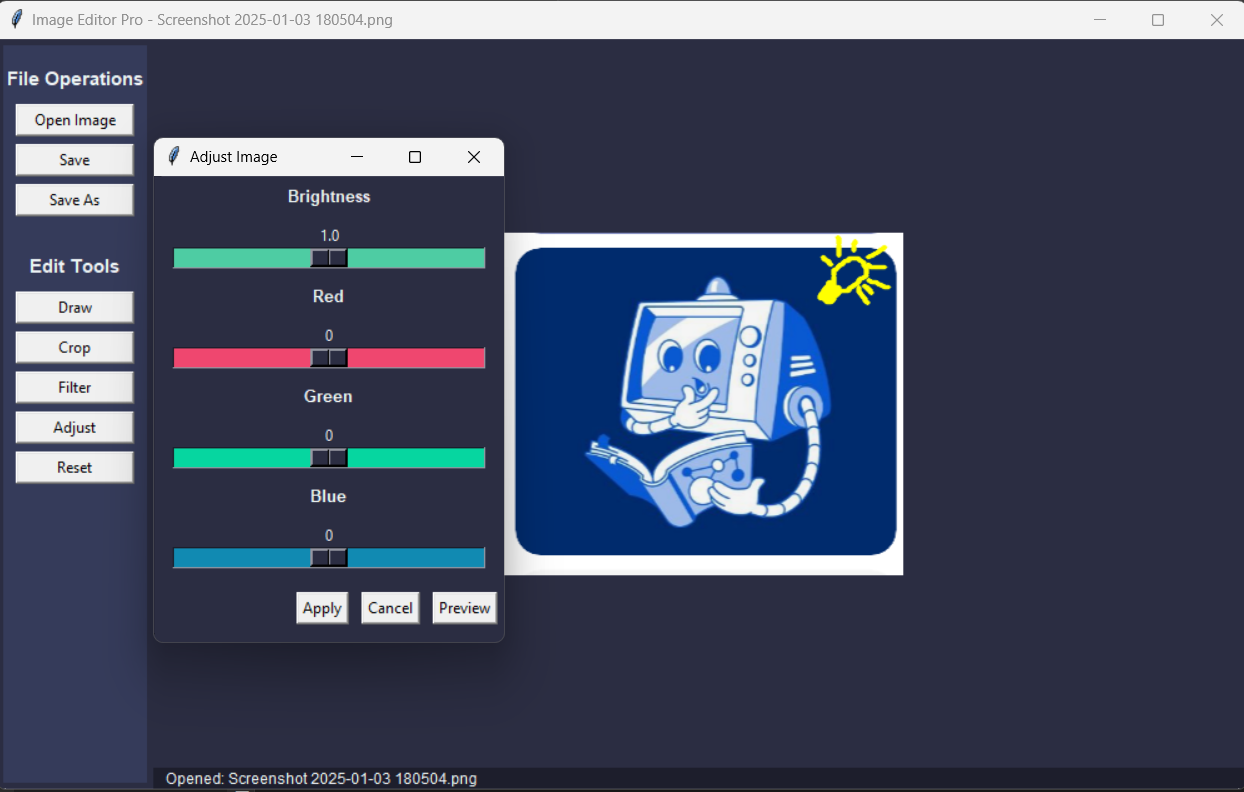 Image Editor Pro - Screenshot 2025-01-03 180504.png
File Operations
Open Image
Save
Save As
Edit Tools
Draw
Crop
Filter
Adjust
Reset
Adjust Image
Brightness
1.0
Red
0
Green
0
Blue
0
Apply Cancel Preview
Opened: Screenshot 2025-01-03 180504.png